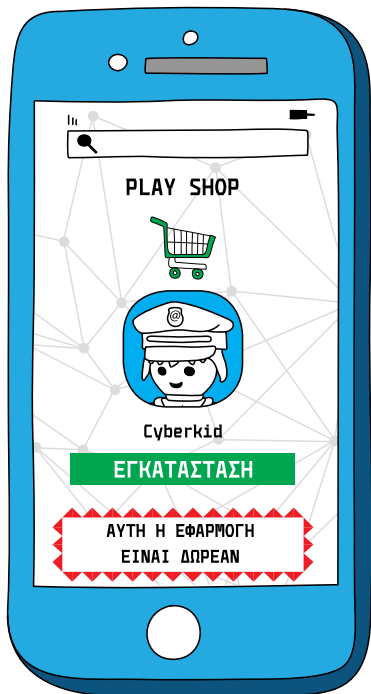 PLAY SHOP
@
Cyberkid
ΕΓΚΑΤΑΣΤΑΣΗ
ΑΥΤΗ Η ΕΦΑΡΜΟΓΗ
ΕΙΝΑΙ ΔΩΡΕΑΝ